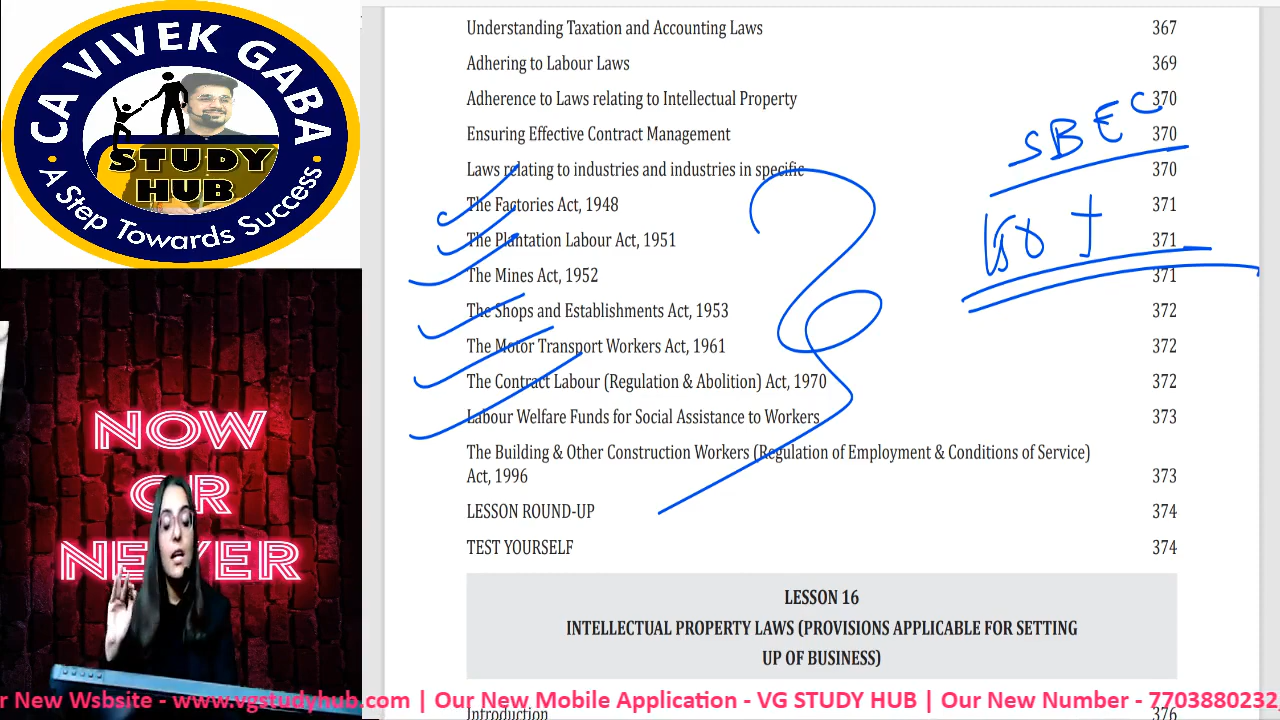 CA VIVEK GABA
STUDY
HUB
• A Step Towards Success •
NOW
OR
NEVER
Understanding Taxation and Accounting Laws 367
Adhering to Labour Laws 369
Adherence to Laws relating to Intellectual Property 370
Ensuring Effective Contract Management 370
Laws relating to industries and industries in specific 370
The Factories Act, 1948 371
The Plantation Labour Act, 1951 371
The Mines Act, 1952 371
The Shops and Establishments Act, 1953 372
The Motor Transport Workers Act, 1961 372
The Contract Labour (Regulation & Abolition) Act, 1970 372
Labour Welfare Funds for Social Assistance to Workers 373
The Building & Other Construction Workers (Regulation of Employment & Conditions of Service)
Act, 1996 373
LESSON ROUND-UP 374
TEST YOURSELF 374
SBEC
LESSON 16
INTELLECTUAL PROPERTY LAWS (PROVISIONS APPLICABLE FOR SETTING
UP OF BUSINESS)
Introduction 376
r New Wsbsite - www.vgstudyhub.com | Our New Mobile Application - VG STUDY HUB | Our New Number - 7703880232